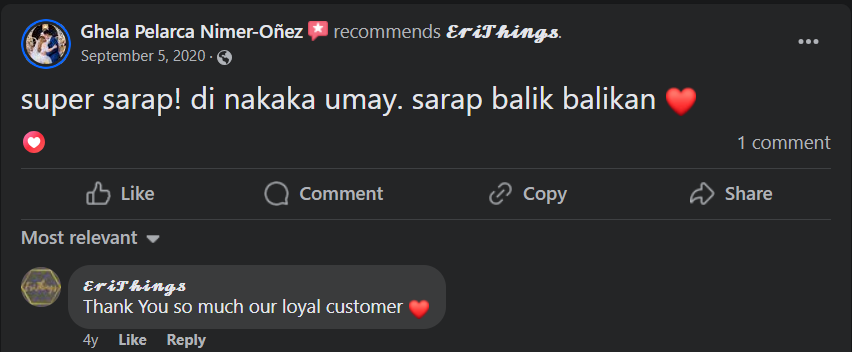 Ghela Pelarca Nimer-Oñez recommends EriThings.
September 5, 2020 ·
super sarap! di nakaka umay. sarap balik balikan ❤️
1 comment
Like Comment Copy Share
Most relevant
EriThings
EriThings
Thank You so much our loyal customer ❤️
4y Like Reply